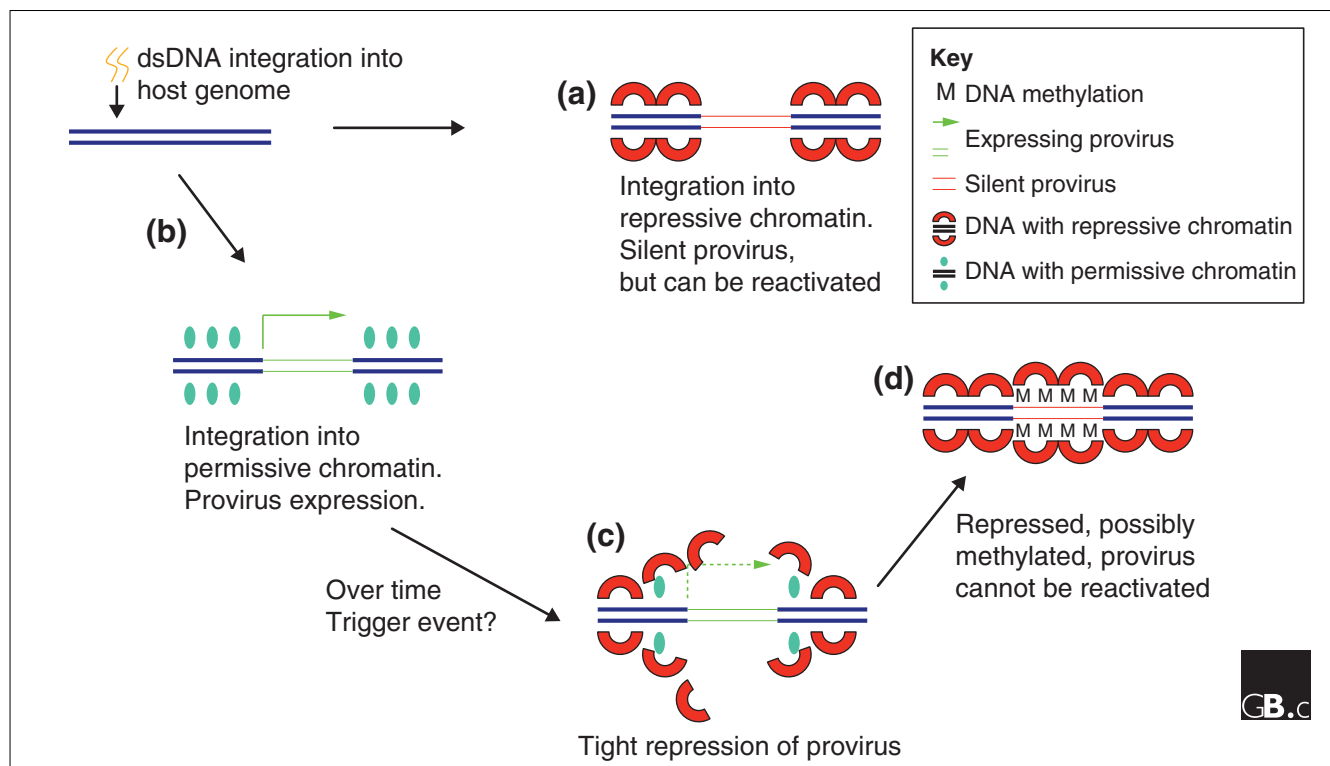 dsDNA integration into
host genome
(a)
Integration into
repressive chromatin.
Silent provirus,
but can be reactivated
Key
M DNA methylation
Expressing provirus
Silent provirus
DNA with repressive chromatin
DNA with permissive chromatin
(b)
Integration into
permissive chromatin.
Provirus expression.
Over time
Trigger event?
(c)
Tight repression of provirus
(d)
M M M M
M M M M
Repressed, possibly
methylated, provirus
cannot be reactivated
GB.c